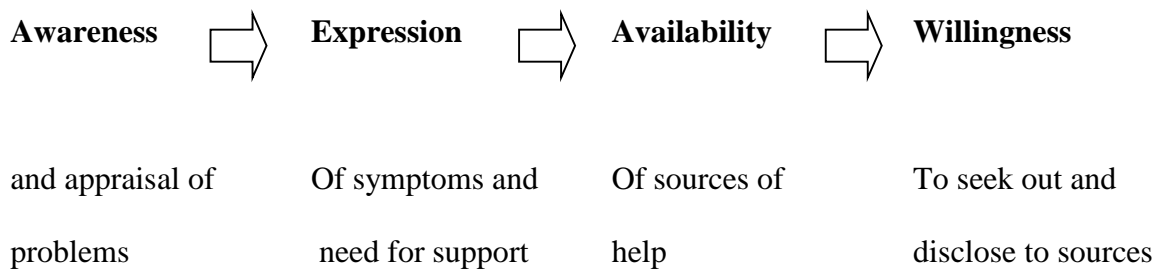 Awareness Expression Availability Willingness
and appraisal of Of symptoms and Of sources of To seek out and
problems need for support help disclose to sources